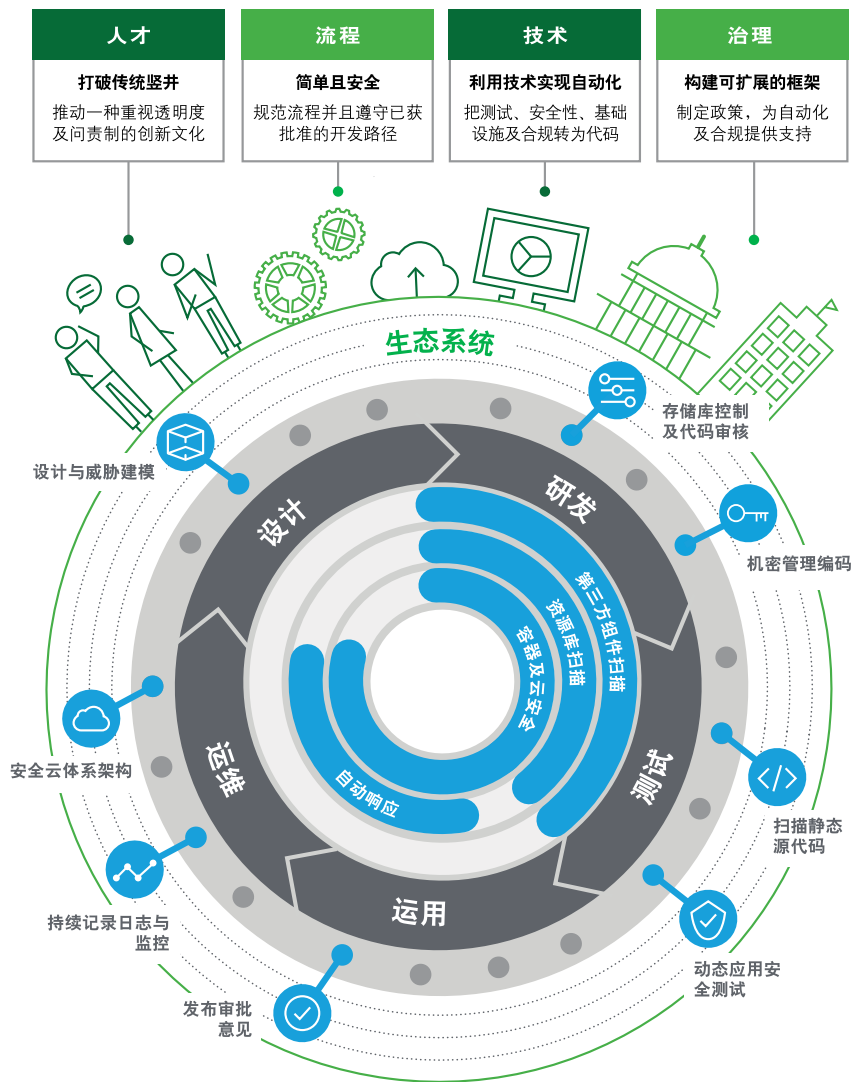 人才
打破传统竖井
推动一种重视透明度
及问责制的创新文化
流程
简单且安全
规范流程并且遵守已获
批准的开发路径
技术
利用技术实现自动化
把测试、安全性、基础
设施及合规转为代码
治理
构建可扩展的框架
制定政策，为自动化
及合规提供支持
生态系统
存储库控制
及代码审核
设计与威胁建模
设计
研发
机密管理编码
第三方组件扫描
资源库扫描
容器及云安全
自动响应
运维
测试
安全云体系架构
扫描静态
源代码
持续记录日志与
监控
运用
动态应用安
全测试
发布审批
意见